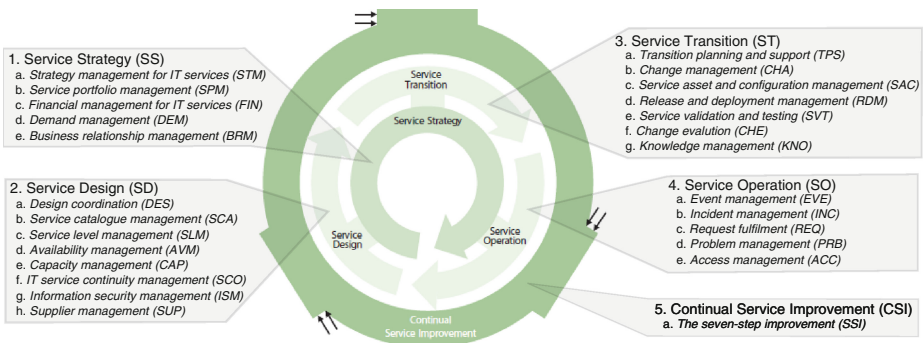 1. Service Strategy (SS)
a. Strategy management for IT services (STM)
b. Service portfolio management (SPM)
c. Financial management for IT services (FIN)
d. Demand management (DEM)
e. Business relationship management (BRM)
2. Service Design (SD)
a. Design coordination (DES)
b. Service catalogue management (SCA)
c. Service level management (SLM)
d. Availability management (AVM)
e. Capacity management (CAP)
f. IT service continuity management (SCO)
g. Information security management (ISM)
h. Supplier management (SUP)
Service
Transition
Service Strategy
Service
Design
Service
Operation
Continual
Service Improvement
3. Service Transition (ST)
a. Transition planning and support (TPS)
b. Change management (CHA)
c. Service asset and configuration management (SAC)
d. Release and deployment management (RDM)
e. Service validation and testing (SVT)
f. Change evalution (CHE)
g. Knowledge management (KNO)
4. Service Operation (SO)
a. Event management (EVE)
b. Incident management (INC)
c. Request fulfilment (REQ)
d. Problem management (PRB)
e. Access management (ACC)
5. Continual Service Improvement (CSI)
a. The seven-step improvement (SSI)